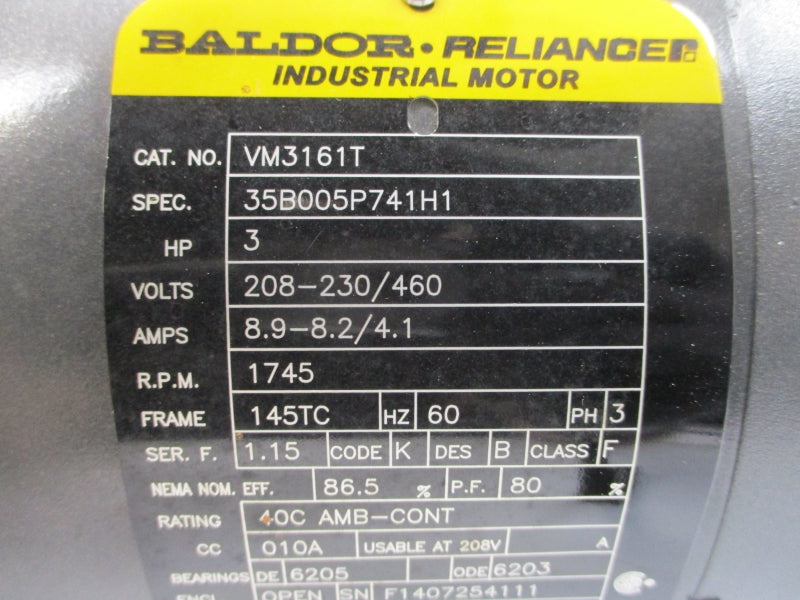 BALDOR • RELIANCER
INDUSTRIAL MOTOR
CAT. NO. VM3161T
SPEC. 35B005P741H1
HP 3
VOLTS 208-230/460
AMPS 8.9-8.2/4.1
R.P.M. 1745
FRAME 145TC HZ 60 PH 3
SER. F. 1.15 CODE K DES B CLASS F
NEMA NOM. EFF. 86.5 % P.F. 80 %
RATING 40C AMB-CONT
CC 010A USABLE AT 208V A
BEARINGS DE 6205 ODE 6203
ENCL OPEN SN F1407254111